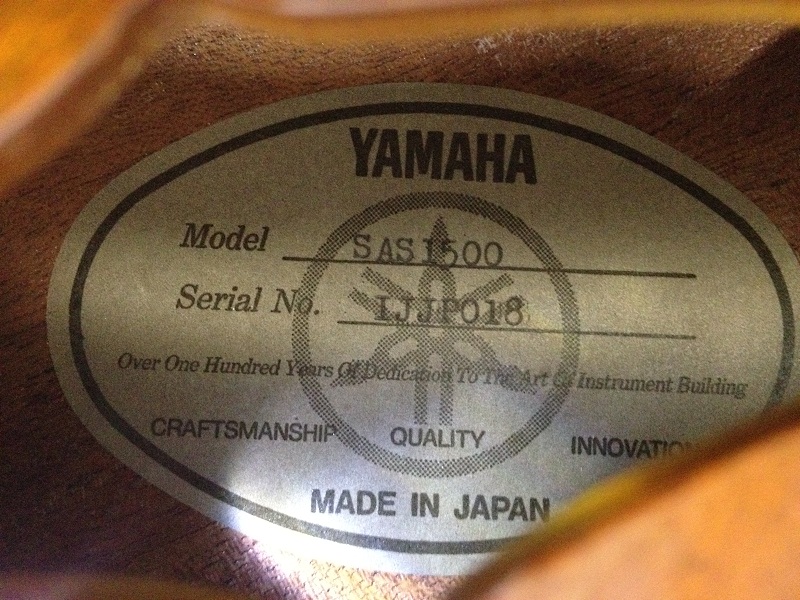 YAMAHA
Model SAS1500
Serial No. IJJP018
Over One Hundred Years Of Dedication To The Art Of Instrument Building
CRAFTSMANSHIP QUALITY INNOVATION
MADE IN JAPAN